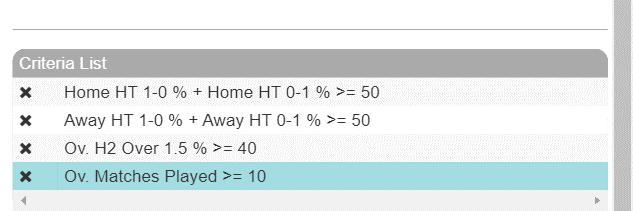 Criteria List
✖ Home HT 1-0 % + Home HT 0-1 % >= 50
✖ Away HT 1-0 % + Away HT 0-1 % >= 50
✖ Ov. H2 Over 1.5 % >= 40
✖ Ov. Matches Played >= 10